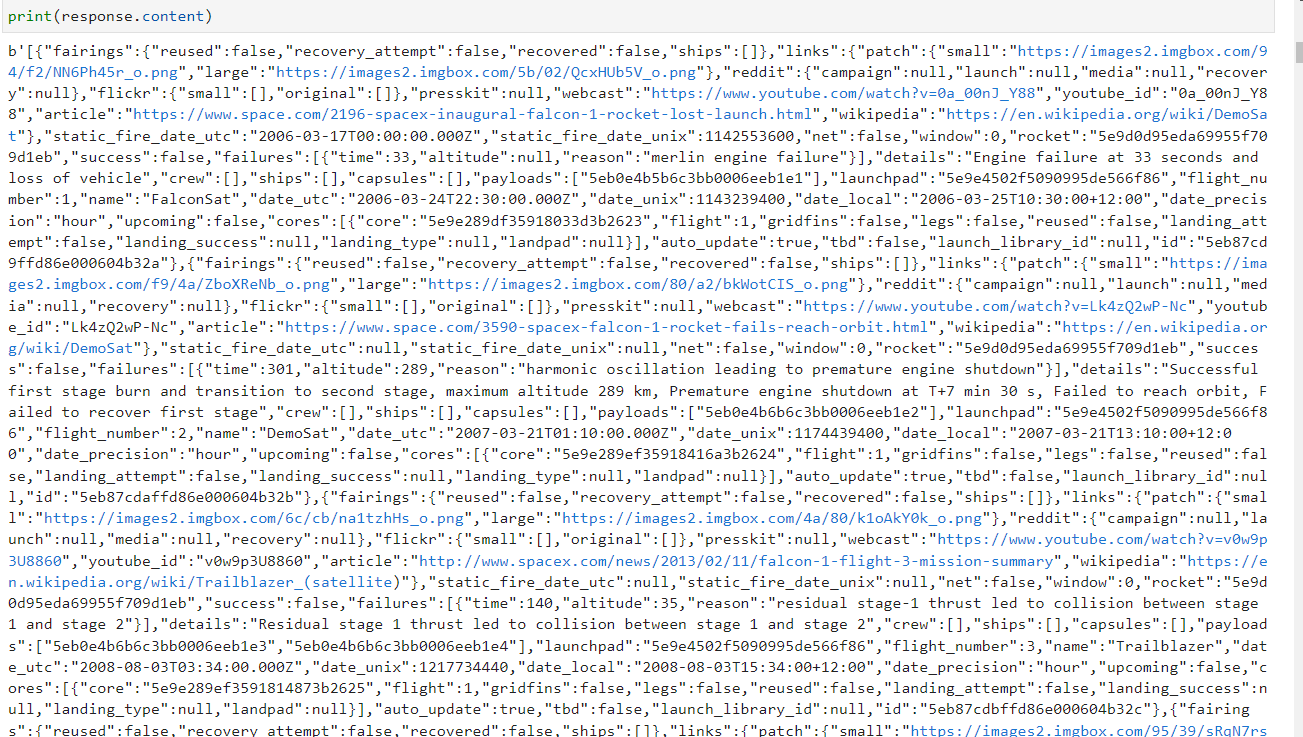 print(response.content)
b'[{"fairings":{"reused":false,"recovery_attempt":false,"recovered":false,"ships":[]},"links":{"patch":{"small":"https://images2.imgbox.com/9
4/f2/NN6Ph45r_o.png","large":"https://images2.imgbox.com/5b/02/QcxHUb5V_o.png"},"reddit":{"campaign":null,"launch":null,"media":null,"recover
y":null},"flickr":{"small":[],"original":[]},"presskit":null,"webcast":"https://www.youtube.com/watch?v=0a_00nJ_Y88","youtube_id":"0a_00nJ_Y8
8","article":"https://www.space.com/2196-spacex-inaugural-falcon-1-rocket-lost-launch.html","wikipedia":"https://en.wikipedia.org/wiki/DemoSa
t"},"static_fire_date_utc":"2006-03-17T00:00:00.000Z","static_fire_date_unix":1142553600,"net":false,"window":0,"rocket":"5e9d0d95eda69955f70
9d1eb","success":false,"failures":[{"time":33,"altitude":null,"reason":"merlin engine failure"}],"details":"Engine failure at 33 seconds and
loss of vehicle","crew":[],"ships":[],"capsules":[],"payloads":["5eb0e4b5b6c3bb0006eeb1e1"],"launchpad":"5e9e4502f5090995de566f86","flight_nu
mber":1,"name":"FalconSat","date_utc":"2006-03-24T22:30:00.000Z","date_unix":1143239400,"date_local":"2006-03-25T10:30:00+12:00","date_precis
ion":"hour","upcoming":false,"cores":[{"core":"5e9e289df35918033d3b2623","flight":1,"gridfins":false,"legs":false,"reused":false,"landing_att
empt":false,"landing_success":null,"landing_type":null,"landpad":null}],"auto_update":true,"tbd":false,"launch_library_id":null,"id":"5eb87cd
9ffd86e000604b32a"},{"fairings":{"reused":false,"recovery_attempt":false,"recovered":false,"ships":[]},"links":{"patch":{"small":"https://ima
ges2.imgbox.com/f9/4a/ZboXReNb_o.png","large":"https://images2.imgbox.com/80/a2/bkWotCIS_o.png"},"reddit":{"campaign":null,"launch":null,"med
ia":null,"recovery":null},"flickr":{"small":[],"original":[]},"presskit":null,"webcast":"https://www.youtube.com/watch?v=Lk4zQ2wP-Nc","youtub
e_id":"Lk4zQ2wP-Nc","article":"https://www.space.com/3590-spacex-falcon-1-rocket-fails-reach-orbit.html","wikipedia":"https://en.wikipedia.or
g/wiki/DemoSat"},"static_fire_date_utc":null,"static_fire_date_unix":null,"net":false,"window":0,"rocket":"5e9d0d95eda69955f709d1eb","succes
s":false,"failures":[{"time":301,"altitude":289,"reason":"harmonic oscillation leading to premature engine shutdown"}],"details":"Successful
first stage burn and transition to second stage, maximum altitude 289 km, Premature engine shutdown at T+7 min 30 s, Failed to reach orbit, F
ailed to recover first stage","crew":[],"ships":[],"capsules":[],"payloads":["5eb0e4b6b6c3bb0006eeb1e2"],"launchpad":"5e9e4502f5090995de566f8
6","flight_number":2,"name":"DemoSat","date_utc":"2007-03-21T01:10:00.000Z","date_unix":1174439400,"date_local":"2007-03-21T13:10:00+12:0
0","date_precision":"hour","upcoming":false,"cores":[{"core":"5e9e289ef35918416a3b2624","flight":1,"gridfins":false,"legs":false,"reused":fal
se,"landing_attempt":false,"landing_success":null,"landing_type":null,"landpad":null}],"auto_update":true,"tbd":false,"launch_library_id":nul
l,"id":"5eb87cdaffd86e000604b32b"},{"fairings":{"reused":false,"recovery_attempt":false,"recovered":false,"ships":[]},"links":{"patch":{"smal
l":"https://images2.imgbox.com/6c/cb/na1tzhHs_o.png","large":"https://images2.imgbox.com/4a/80/k1oAkY0k_o.png"},"reddit":{"campaign":null,"la
unch":null,"media":null,"recovery":null},"flickr":{"small":[],"original":[]},"presskit":null,"webcast":"https://www.youtube.com/watch?v=v0w9p
3U8860","youtube_id":"v0w9p3U8860","article":"http://www.spacex.com/news/2013/02/11/falcon-1-flight-3-mission-summary","wikipedia":"https://e
n.wikipedia.org/wiki/Trailblazer_(satellite)"},"static_fire_date_utc":null,"static_fire_date_unix":null,"net":false,"window":0,"rocket":"5e9d
0d95eda69955f709d1eb","success":false,"failures":[{"time":140,"altitude":35,"reason":"residual stage-1 thrust led to collision between stage
1 and stage 2"}],"details":"Residual stage 1 thrust led to collision between stage 1 and stage 2","crew":[],"ships":[],"capsules":[],"payload
s":["5eb0e4b6b6c3bb0006eeb1e3","5eb0e4b6b6c3bb0006eeb1e4"],"launchpad":"5e9e4502f5090995de566f86","flight_number":3,"name":"Trailblazer","dat
e_utc":"2008-08-03T03:34:00.000Z","date_unix":1217734440,"date_local":"2008-08-03T15:34:00+12:00","date_precision":"hour","upcoming":false,"c
ores":[{"core":"5e9e289ef3591814873b2625","flight":1,"gridfins":false,"legs":false,"reused":false,"landing_attempt":false,"landing_success":n
ull,"landing_type":null,"landpad":null}],"auto_update":true,"tbd":false,"launch_library_id":null,"id":"5eb87cdbffd86e000604b32c"},{"fairing
s":{"reused":false,"recovery_attempt":false,"recovered":false,"ships":[]},"links":{"patch":{"small":"https://images2.imgbox.com/95/39/sRqN7rs